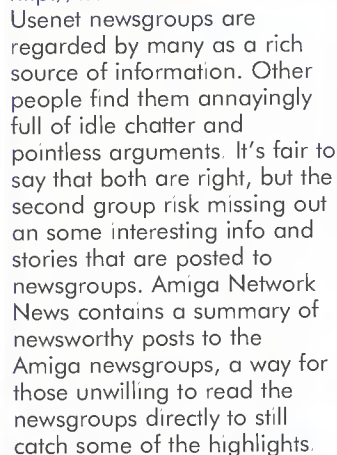 Usenet newsgroups are
regarded by many as a rich
source of information. Other
people find them annayingly
full of idle chatter and
pointless arguments. It's fair to
say that both are right, but the
second group risk missing out
an some interesting info and
stories that are posted to
newsgroups. Amiga Network
News contains a summary of
newsworthy posts to the
Amiga newsgroups, a way for
those unwilling to read the
newsgroups directly to still
catch some of the highlights.